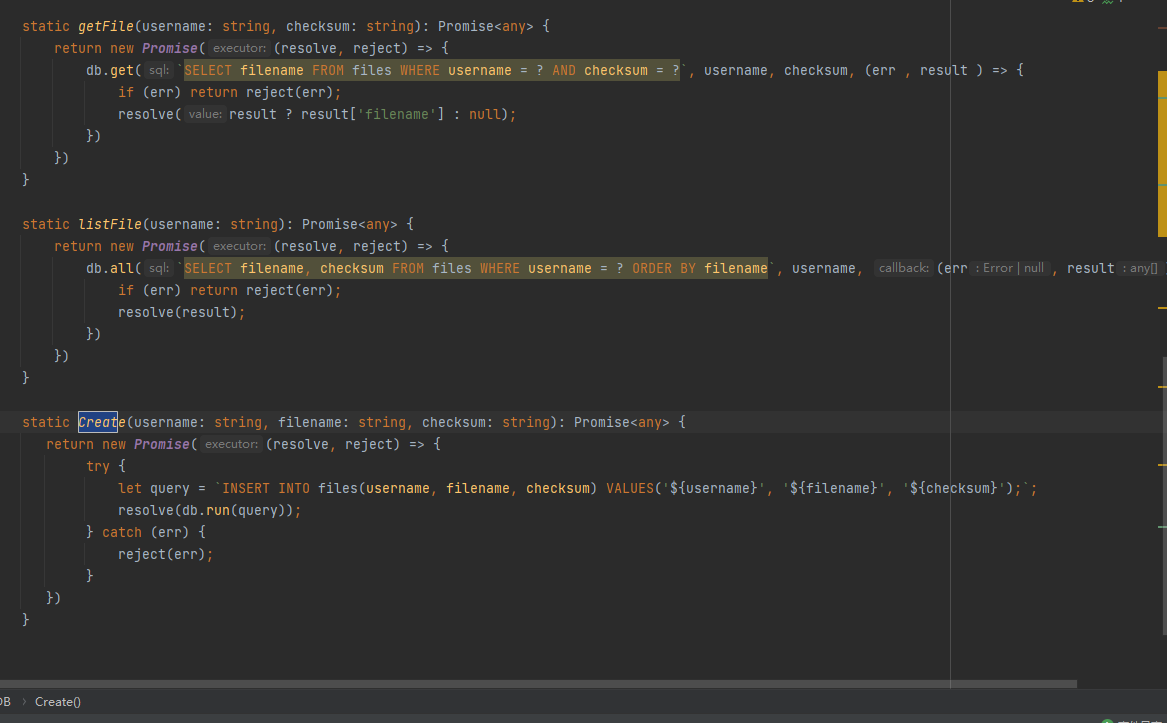 static getFile(username: string, checksum: string): Promise<any> {
return new Promise( executor: (resolve, reject) => {
db.get( sql: `SELECT filename FROM files WHERE username = ? AND checksum = ?`, username, checksum, (err , result ) => {
if (err) return reject(err);
resolve( value: result ? result['filename'] : null);
})
})
}
static listFile(username: string): Promise<any> {
return new Promise( executor: (resolve, reject) => {
db.all( sql: `SELECT filename, checksum FROM files WHERE username = ? ORDER BY filename`, username, callback: (err : Error | null , result : any[]
if (err) return reject(err);
resolve(result);
})
})
}
static Create(username: string, filename: string, checksum: string): Promise<any> {
return new Promise( executor: (resolve, reject) => {
try {
let query = `INSERT INTO files(username, filename, checksum) VALUES('${username}', '${filename}', '${checksum}');`;
resolve(db.run(query));
} catch (err) {
reject(err);
}
})
}
DB › Create()